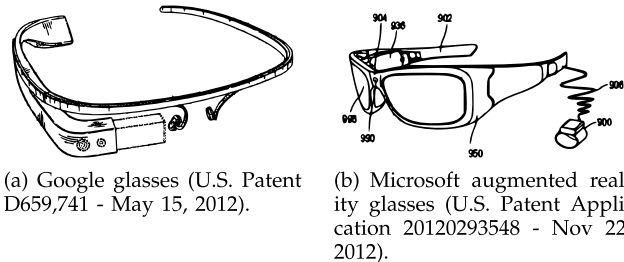 904
936
902
998
990
950
906
900
(a) Google glasses (U.S. Patent
D659,741 - May 15, 2012).
(b) Microsoft augmented real
ity glasses (U.S. Patent Appli
cation 20120293548 - Nov 22
2012).